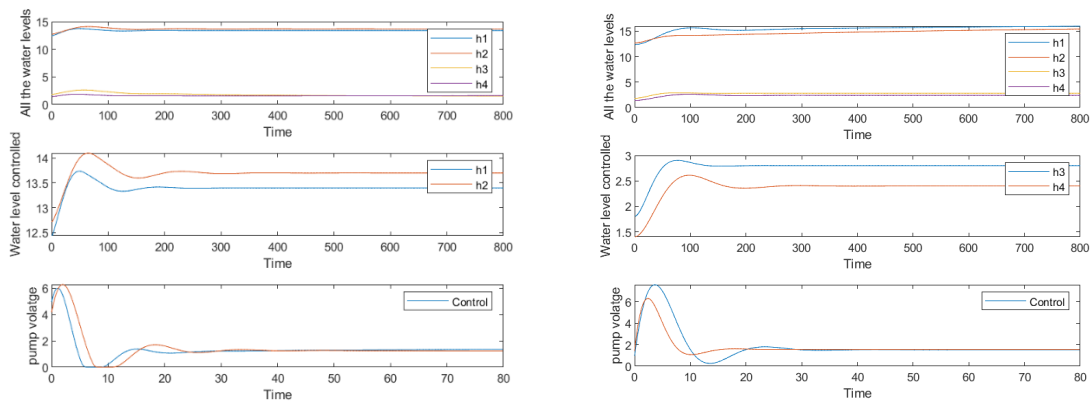 All the water levels
15
10
5
0
h1
h2
h3
h4
0 100 200 300 400 500 600 700 800
Time
Water level controlled
14
13.5
13
12.5
h1
h2
0 100 200 300 400 500 600 700 800
Time
pump volatge
6
4
2
0
Control
0 10 20 30 40 50 60 70 80
Time
All the water levels
15
10
5
0
h1
h2
h3
h4
0 100 200 300 400 500 600 700 800
Time
Water level controlled
3
2.5
2
1.5
h3
h4
0 100 200 300 400 500 600 700 800
Time
pump volatge
6
4
2
0
Control
0 10 20 30 40 50 60 70 80
Time